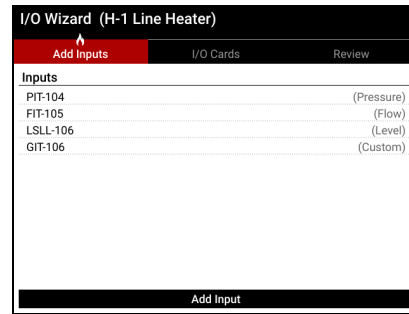 I/O Wizard (H-1 Line Heater)
Add Inputs I/O Cards Review
Inputs
PIT-104 (Pressure)
FIT-105 (Flow)
LSLL-106 (Level)
GIT-106 (Custom)
Add Input